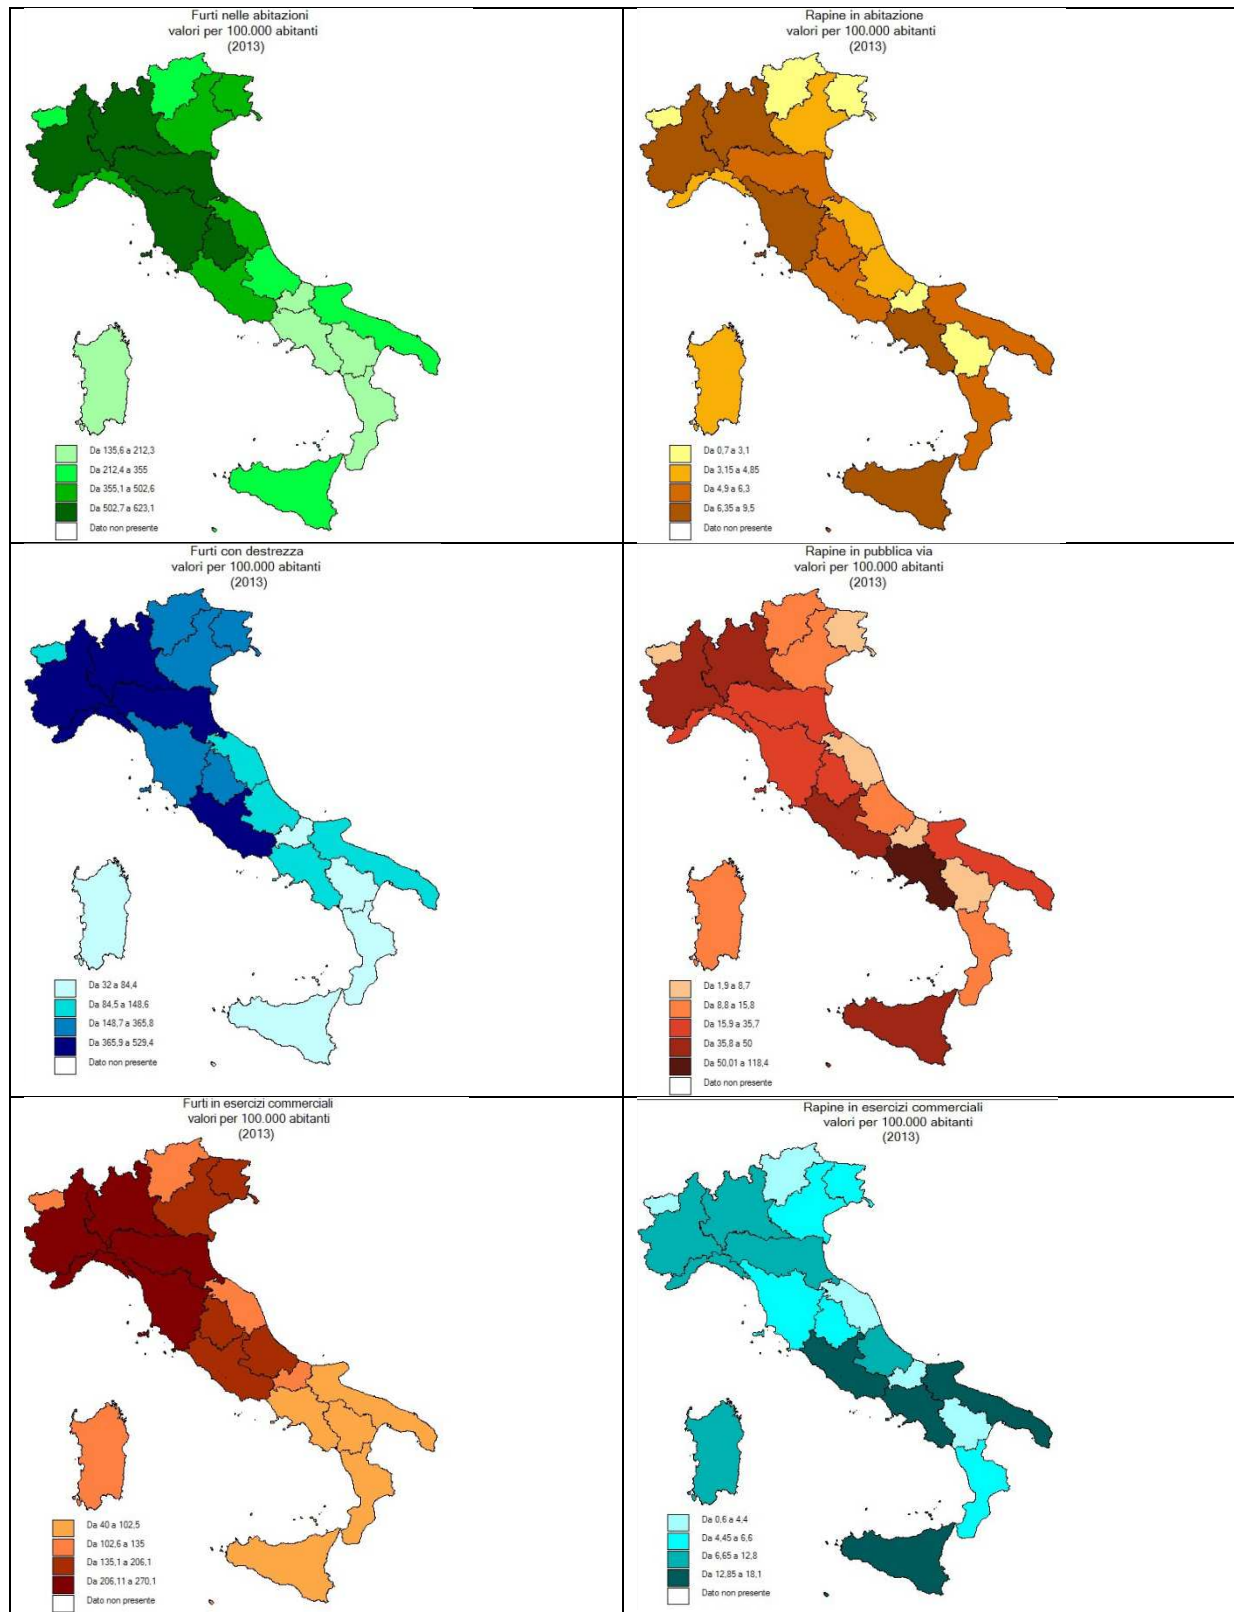 Furti nelle abitazioni
valori per 100.000 abitanti
(2013)
Da 135,6 a 212,3
Da 212,4 a 355
Da 355,1 a 502,6
Da 502,7 a 623,1
Dato non presente
Rapine in abitazione
valori per 100.000 abitanti
(2013)
Da 0,7 a 3,1
Da 3,15 a 4,85
Da 4,9 a 6,3
Da 6,35 a 9,5
Dato non presente
Furti con destrezza
valori per 100.000 abitanti
(2013)
Da 32 a 84,4
Da 84,5 a 148,6
Da 148,7 a 365,8
Da 365,9 a 529,4
Dato non presente
Rapine in pubblica via
valori per 100.000 abitanti
(2013)
Da 1,9 a 8,7
Da 8,8 a 15,8
Da 15,9 a 35,7
Da 35,8 a 50
Da 50,01 a 118,4
Dato non presente
Furti in esercizi commerciali
valori per 100.000 abitanti
(2013)
Da 40 a 102,5
Da 102,6 a 135
Da 135,1 a 206,1
Da 206,11 a 270,1
Dato non presente
Rapine in esercizi commerciali
valori per 100.000 abitanti
(2013)
Da 0,6 a 4,4
Da 4,45 a 6,6
Da 6,65 a 12,8
Da 12,85 a 18,1
Dato non presente